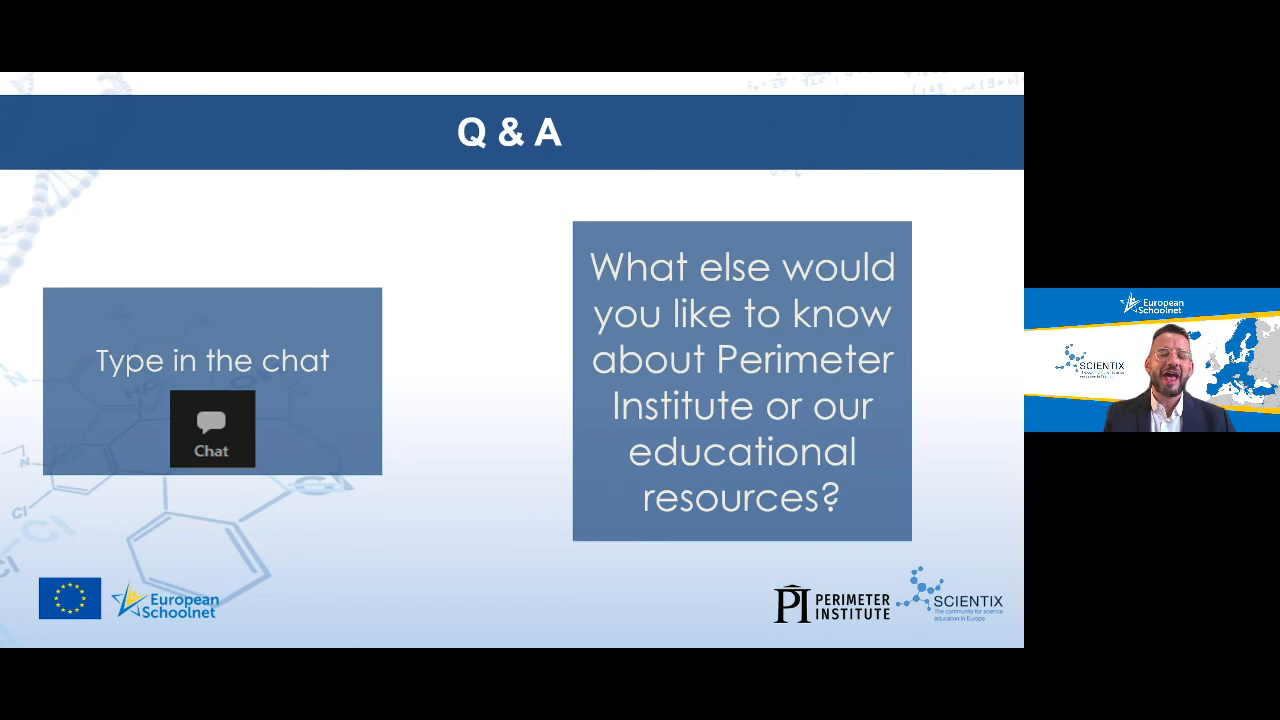 Q & A
Type in the chat
Chat
What else would
you like to know
about Perimeter
Institute or our
educational
resources?
European
Schoolnet
PI PERIMETER
INSTITUTE
SCIENTIX
The community for science
education in Europe
European
Schoolnet
SCIENTIX